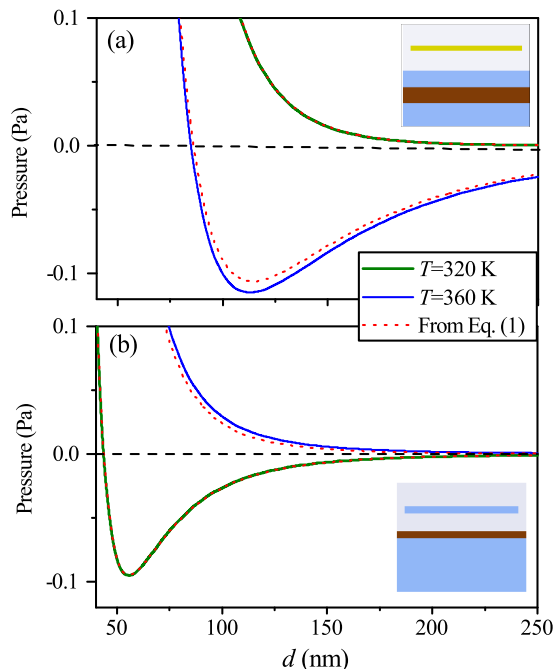 0.1
(a)
0.0
Pressure (Pa)
-0.1
T=320 K
T=360 K
From Eq. (1)
0.1
(b)
0.0
Pressure (Pa)
-0.1
50
100
150
200
250
d (nm)